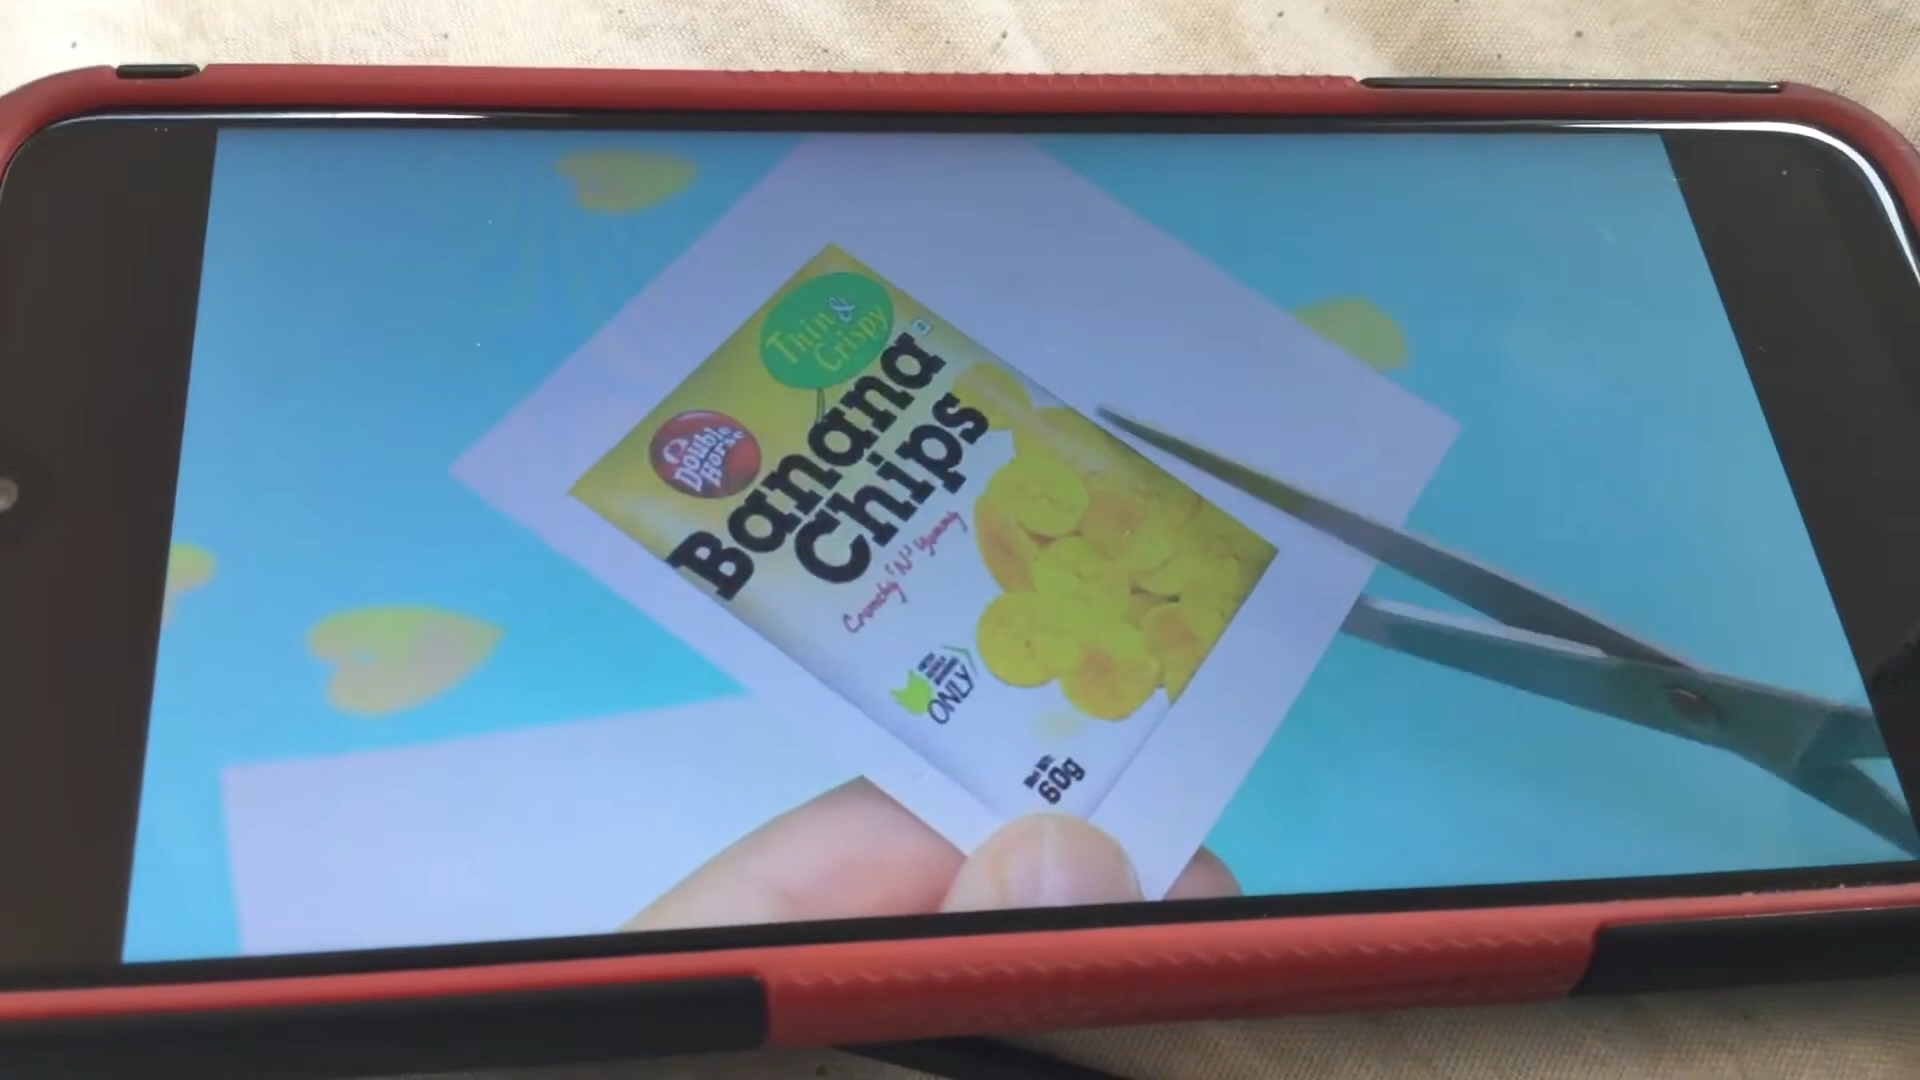 Thin &
Crispy
Double
Horse
Banana
Chips
Crunchy 'N' Yummy
ONLY
60g